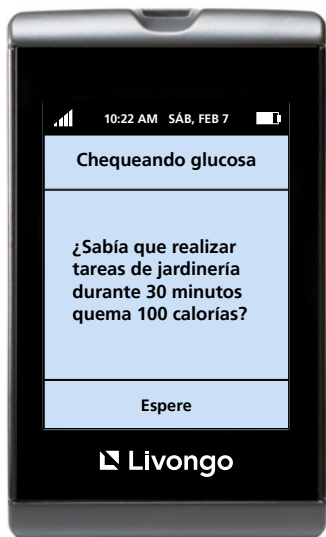 10:22 AM SÁB, FEB 7
Chequeando glucosa
¿Sabía que realizar
tareas de jardinería
durante 30 minutos
quema 100 calorías?
Espere
Livongo